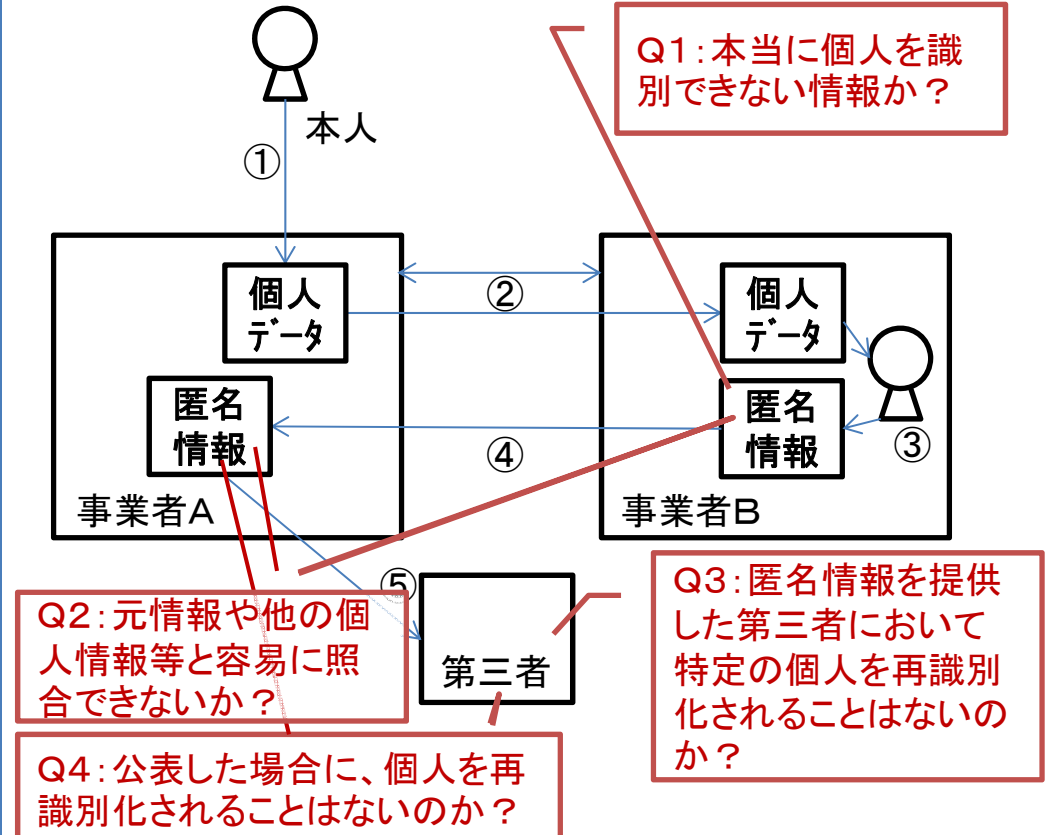 Q1:本当に個人を識
別できない情報か?
本人
①
個人
データ
②
個人
データ
匿名
情報
④
匿名
情報
③
事業者A
事業者B
⑤
第三者
Q2:元情報や他の個
人情報等と容易に照
合できないか?
Q3:匿名情報を提供
した第三者において
特定の個人を再識別
化されることはないの
か?
Q4:公表した場合に、個人を再
識別化されることはないのか?